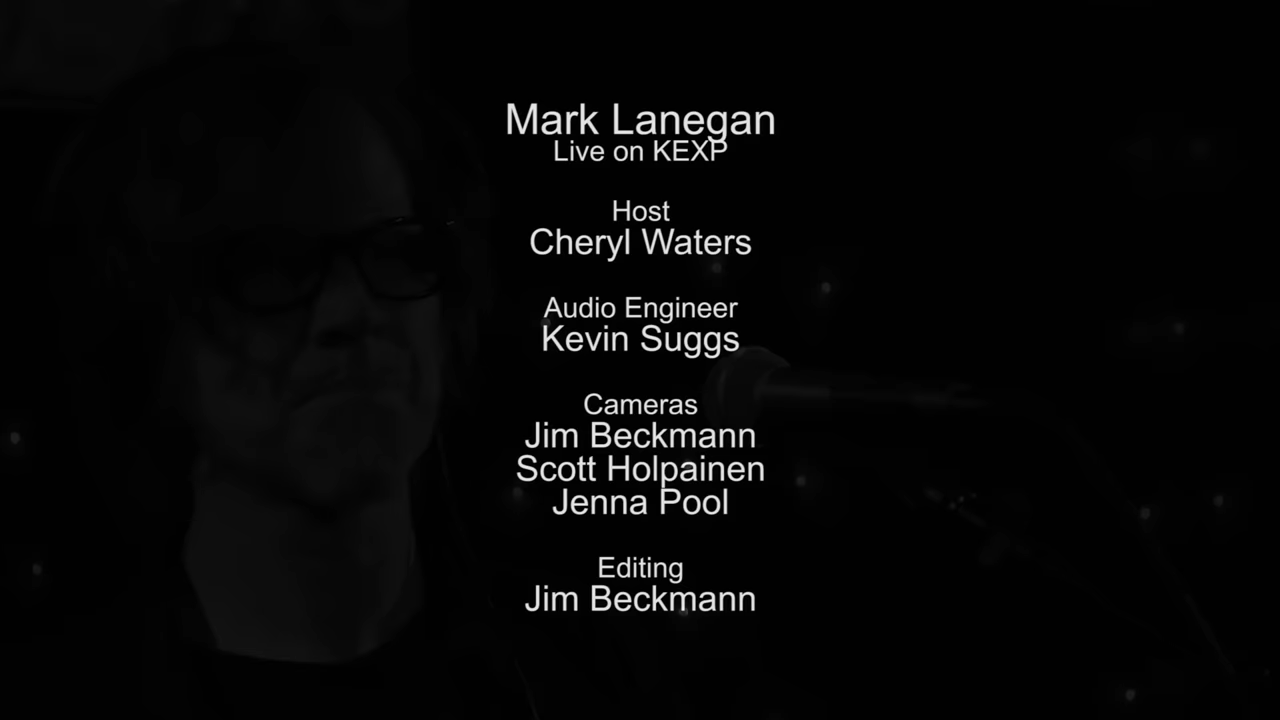 Mark Lanegan
Live on KEXP
Host
Cheryl Waters
Audio Engineer
Kevin Suggs
Cameras
Jim Beckmann
Scott Holpainen
Jenna Pool
Editing
Jim Beckmann